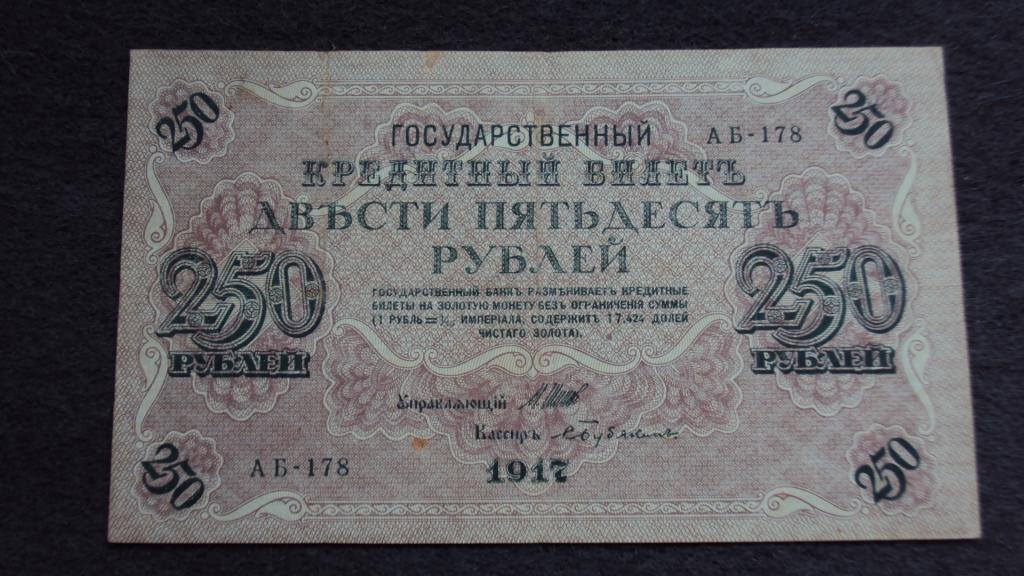 250
250
ГОСУДАРСТВЕННЫЙ
АБ-178
КРЕДИТНЫЙ БИЛЕТЪ
ДВѢСТИ ПЯТЬДЕСЯТЪ
РУБЛЕЙ
250
РУБЛЕЙ
ГОСУДАРСТВЕННЫЙ БАНКЪ РАЗМѢНИВАЕТЪ КРЕДИТНЫЕ
БИЛЕТЫ НА ЗОЛОТУЮ МОНЕТУ БЕЗЪ ОГРАНИЧЕНІЯ СУММЫ
(1 РУБЛЬ = 1/15 ИМПЕРІАЛА, СОДЕРЖИТЪ 17,424 ДОЛЕЙ
ЧИСТАГО ЗОЛОТА).
250
РУБЛЕЙ
Управляющій
Кассиръ
АБ-178
1917
250
250